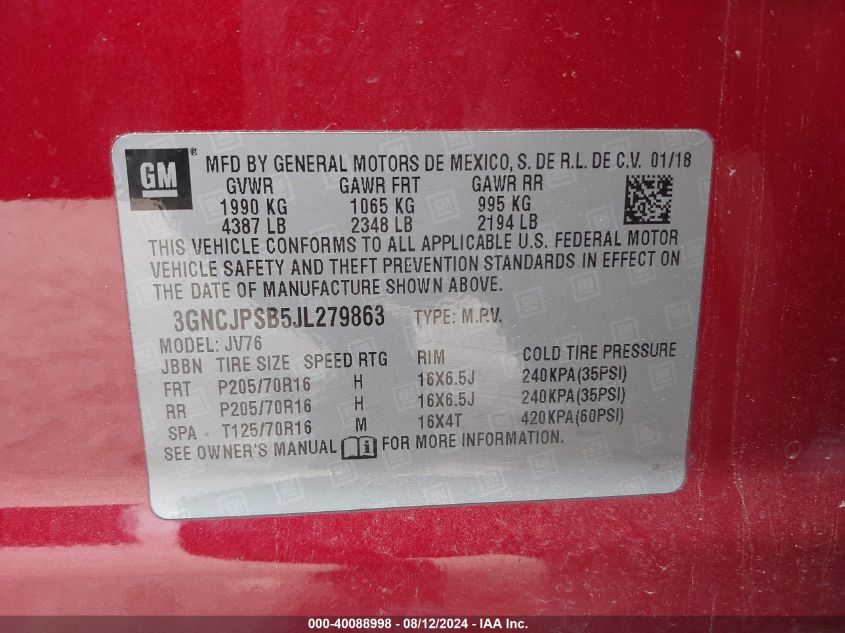 GM ® MFD BY GENERAL MOTORS DE MEXICO, S. DE R.L. DE C.V. 01/18
GVWR GAWR FRT GAWR RR
1990 KG 1065 KG 995 KG
4387 LB 2348 LB 2194 LB
THIS VEHICLE CONFORMS TO ALL APPLICABLE U.S. FEDERAL MOTOR
VEHICLE SAFETY AND THEFT PREVENTION STANDARDS IN EFFECT ON
THE DATE OF MANUFACTURE SHOWN ABOVE.
3GNCJPSB5JL279863 TYPE: M.P.V.
MODEL: JV76
JBBN TIRE SIZE SPEED RTG RIM COLD TIRE PRESSURE
FRT P205/70R16 H 16X6.5J 240KPA(35PSI)
RR P205/70R16 H 16X6.5J 240KPA(35PSI)
SPA T125/70R16 M 16X4T 420KPA(60PSI)
SEE OWNER'S MANUAL FOR MORE INFORMATION.
000-40088998 - 08/12/2024 - IAA Inc.